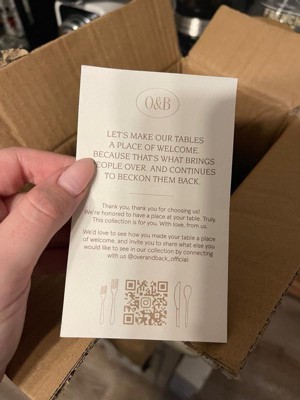 O&B
LET'S MAKE OUR TABLES
A PLACE OF WELCOME.
BECAUSE THAT'S WHAT BRINGS
PEOPLE OVER. AND CONTINUES
TO BECKON THEM BACK.
Thank you, thank you for choosing us!
We're honored to have a place at your table. Truly.
This collection is for you. With love, from us.
We'd love to see how you made your table a place
of welcome, and invite you to share what else you
would like to see in our collection by connecting
with us @overandback_official